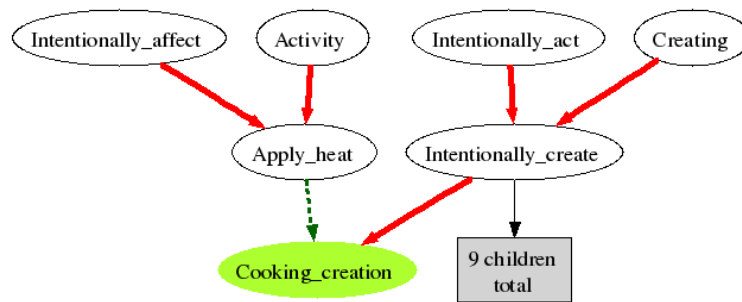 Intentionally_affect
Activity
Intentionally_act
Creating
Apply_heat
Intentionally_create
Cooking_creation
9 children
total